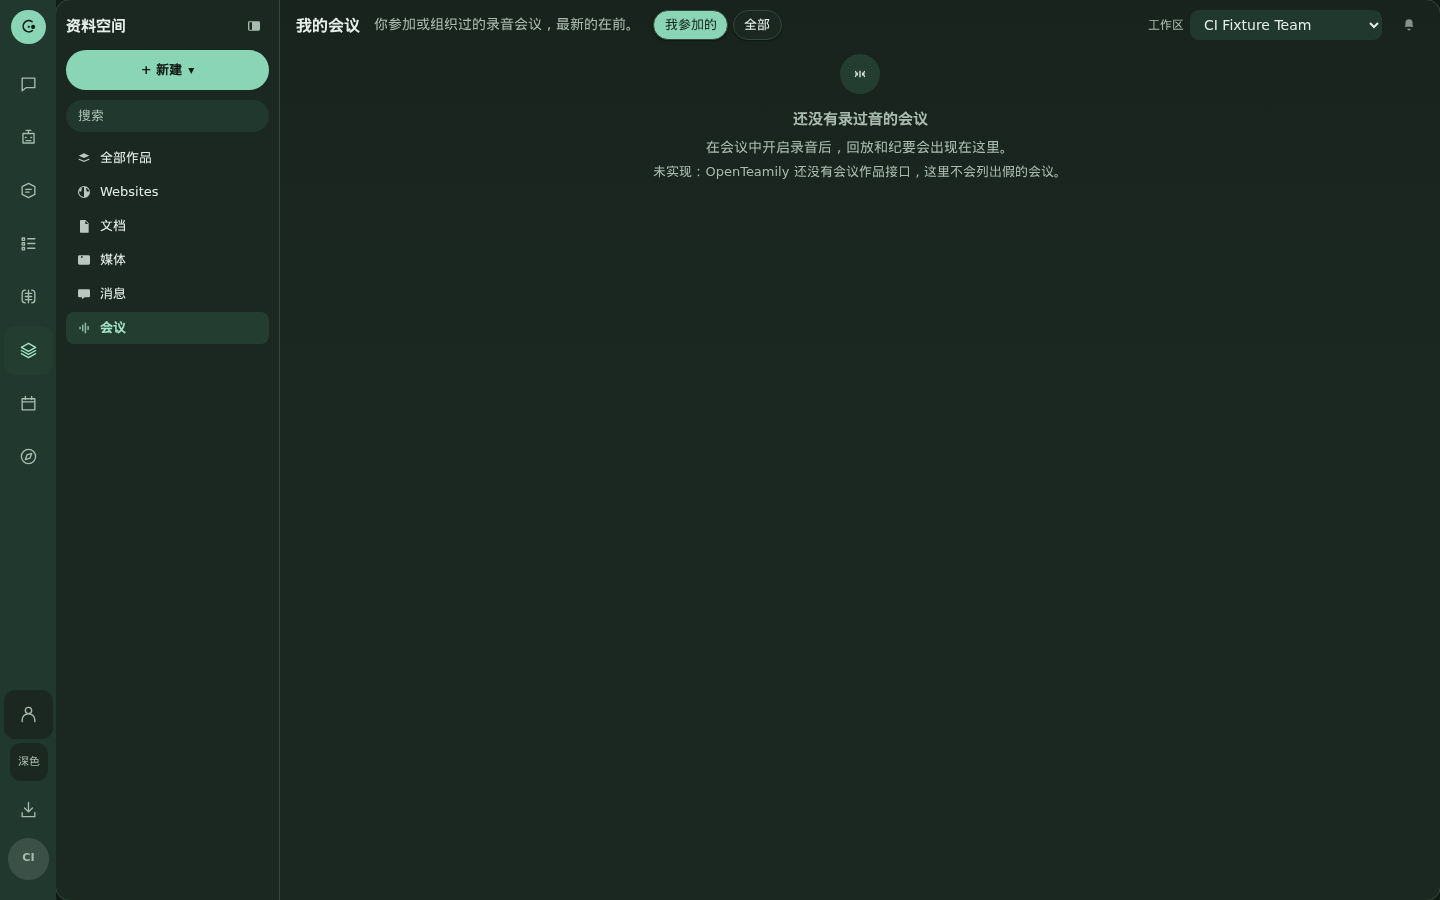 资料空间
+ 新建 ▾
搜索
全部作品
Websites
文档
媒体
消息
会议
深色
CI
我的会议 你参加或组织过的录音会议，最新的在前。 我参加的 全部 工作区 CI Fixture Team
还没有录过音的会议
在会议中开启录音后，回放和纪要会出现在这里。
未实现：OpenTeamily 还没有会议作品接口，这里不会列出假的会议。